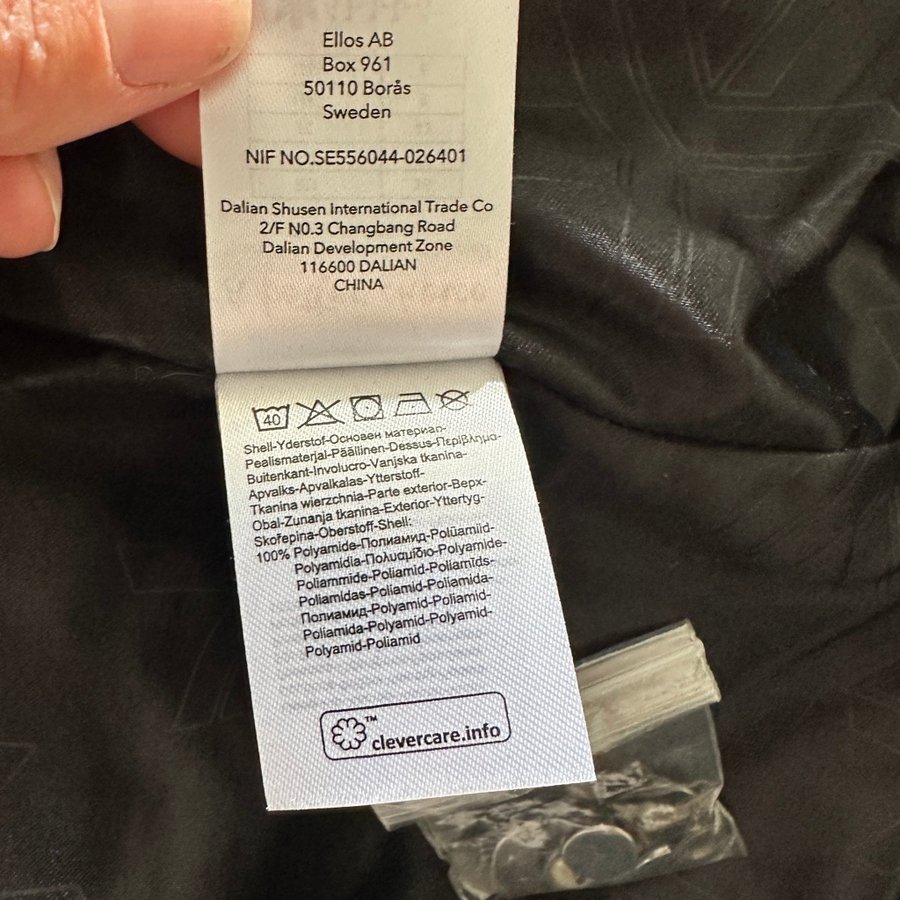 Ellos AB
Box 961
50110 Borås
Sweden
NIF NO.SE556044-026401
Dalian Shusen International Trade Co
2/F N0.3 Changbang Road
Dalian Development Zone
116600 DALIAN
CHINA
40
Shell-Yderstof-Основен материал-
Pealismaterjal-Päällinen-Dessus-Περίβλημα-
Buitenkant-Involucro-Vanjska tkanina-
Apvalks-Apvalkalas-Ytterstoff-
Tkanina wierzchnia-Parte exterior-Верх-
Obal-Zunanja tkanina-Exterior-Yttertyg-
Skořepina-Oberstoff-Shell:
100% Polyamide-Полиамид-Polüamiid-
Polyamidia-Πολυαμίδιο-Polyamide-
Poliammide-Poliamid-Poliamīds-
Poliamidas-Poliamid-Poliamida-
Полиамид-Polyamid-Poliamid-
Poliamida-Polyamid-Polyamid-
Polyamid-Poliamid
™ clevercare.info